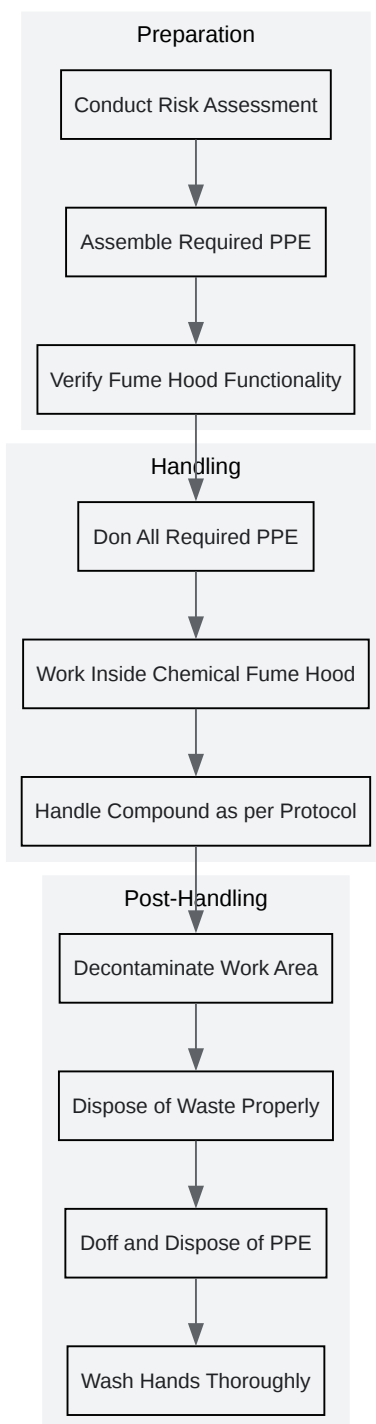 Preparation
Conduct Risk Assessment
Assemble Required PPE
Verify Fume Hood Functionality
Handling
Don All Required PPE
Work Inside Chemical Fume Hood
Handle Compound as per Protocol
Post-Handling
Decontaminate Work Area
Dispose of Waste Properly
Doff and Dispose of PPE
Wash Hands Thoroughly